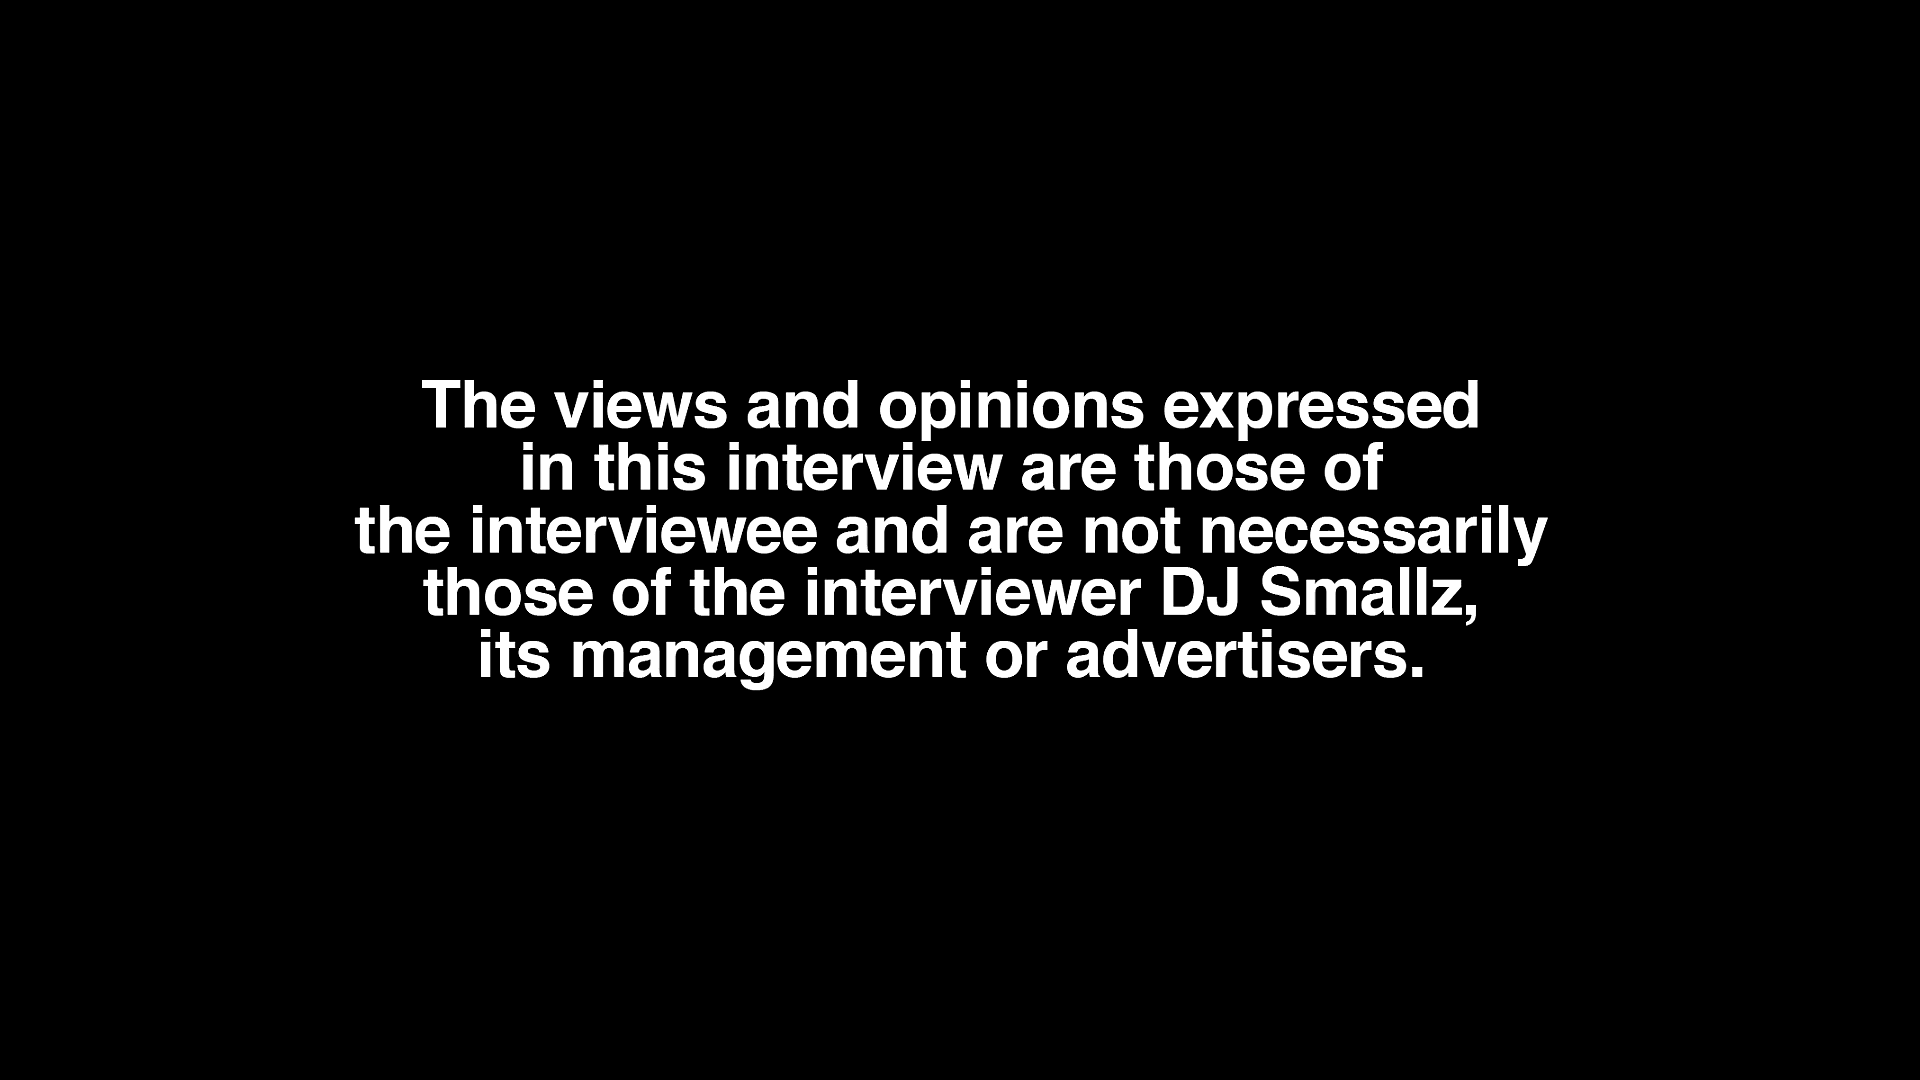 The views and opinions expressed
in this interview are those of
the interviewee and are not necessarily
those of the interviewer DJ Smallz,
its management or advertisers.